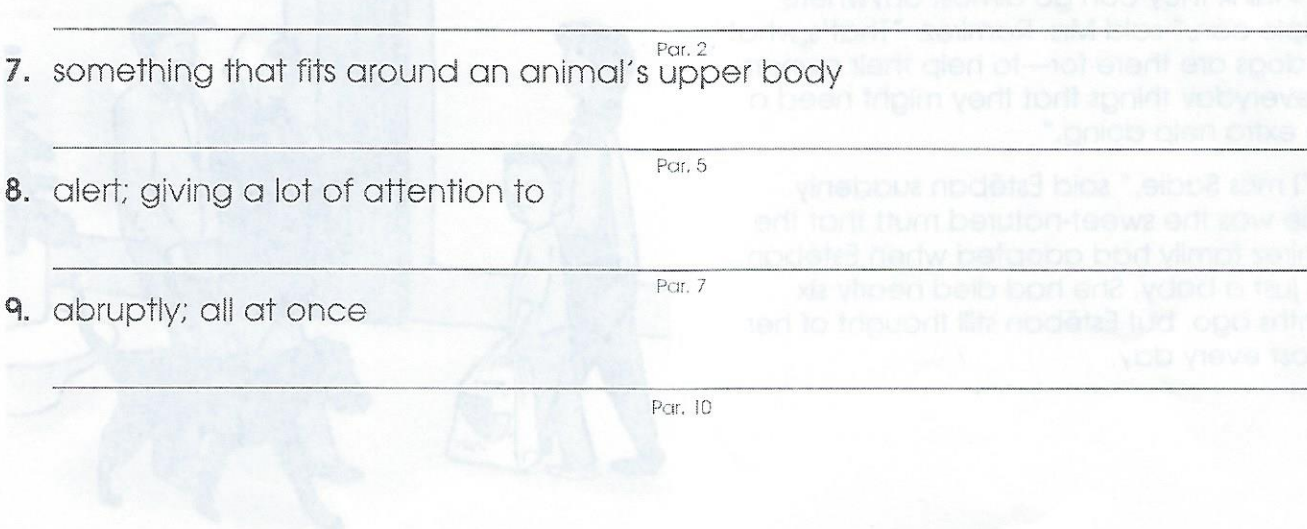 Par. 2
7. something that fits around an animal's upper body
Par. 5
8. alert; giving a lot of attention to
Par. 7
9. abruptly; all at once
Par. 10